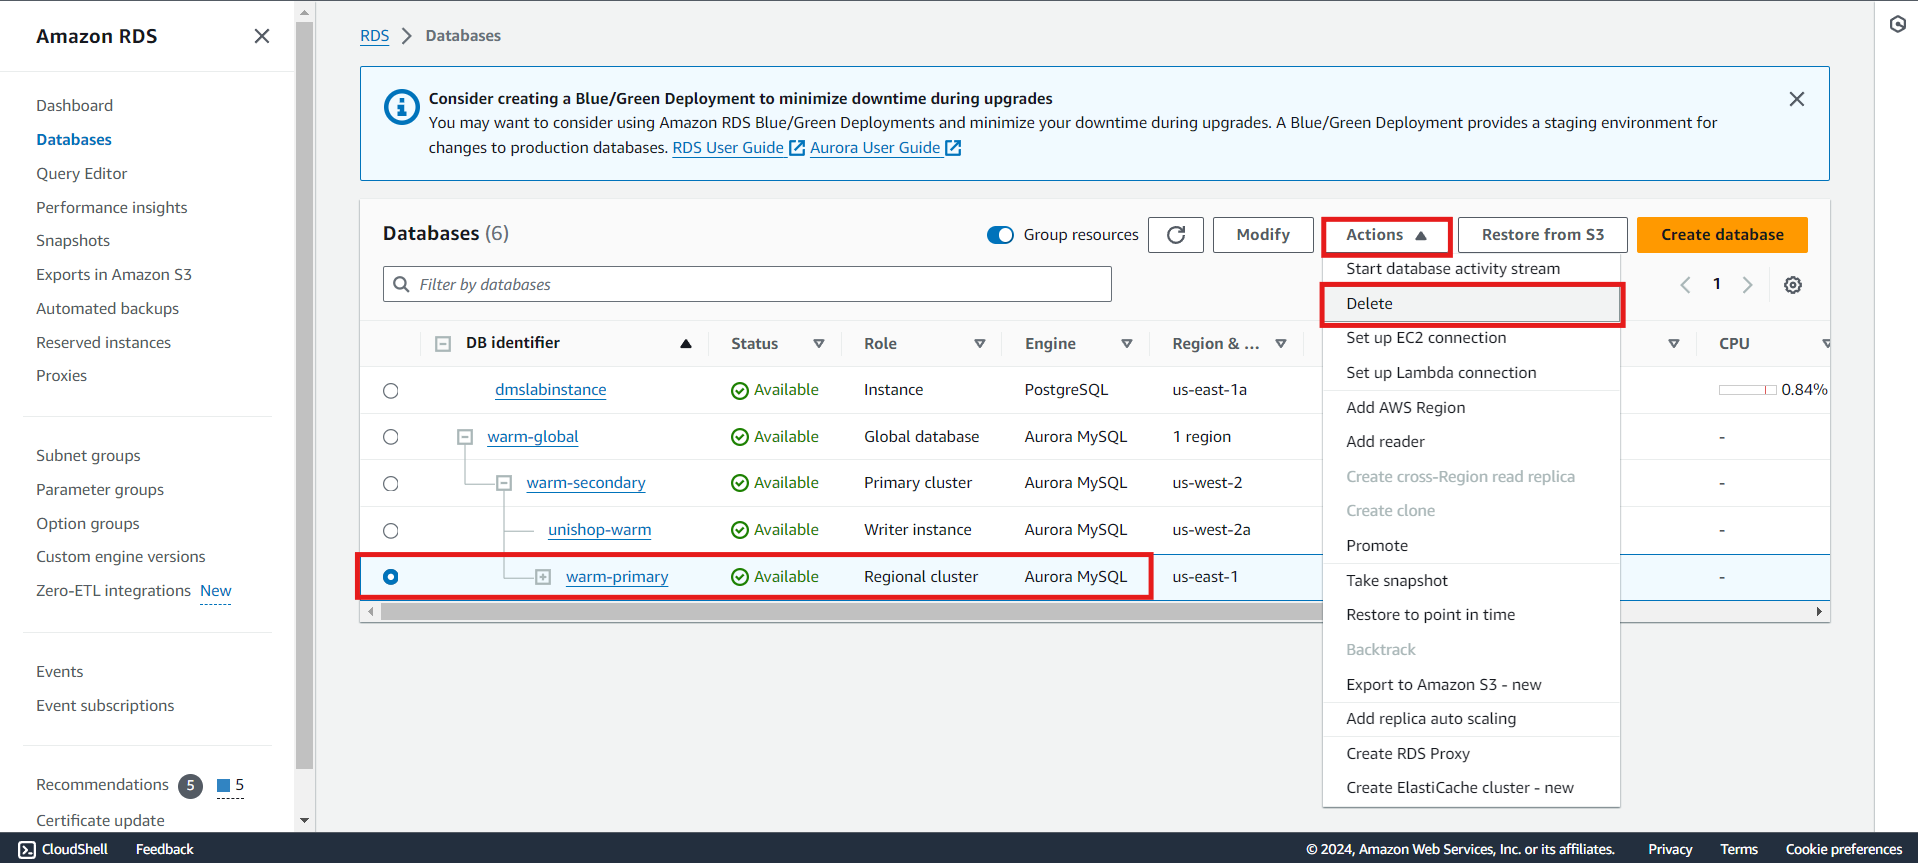 Amazon RDS
Dashboard
Databases
Query Editor
Performance insights
Snapshots
Exports in Amazon S3
Automated backups
Reserved instances
Proxies
Subnet groups
Parameter groups
Option groups
Custom engine versions
Zero-ETL integrations New
Events
Event subscriptions
Recommendations 5 5
Certificate update
RDS Databases
Consider creating a Blue/Green Deployment to minimize downtime during upgrades
You may want to consider using Amazon RDS Blue/Green Deployments and minimize your downtime during upgrades. A Blue/Green Deployment provides a staging environment for
changes to production databases. RDS User Guide Aurora User Guide
Databases (6) Group resources Modify Actions Restore from S3 Create database
Filter by databases 1
DB identifier Status Role Engine Region & ... CPU
dmslabinstance Available Instance PostgreSQL us-east-1a 0.84%
warm-global Available Global database Aurora MySQL 1 region -
warm-secondary Available Primary cluster Aurora MySQL us-west-2 -
unishop-warm Available Writer instance Aurora MySQL us-west-2a -
warm-primary Available Regional cluster Aurora MySQL us-east-1 -
Start database activity stream
Delete
Set up EC2 connection
Set up Lambda connection
Add AWS Region
Add reader
Create cross-Region read replica
Create clone
Promote
Take snapshot
Restore to point in time
Backtrack
Export to Amazon S3 - new
Add replica auto scaling
Create RDS Proxy
Create ElastiCache cluster - new
CloudShell Feedback © 2024, Amazon Web Services, Inc. or its affiliates. Privacy Terms Cookie preferences